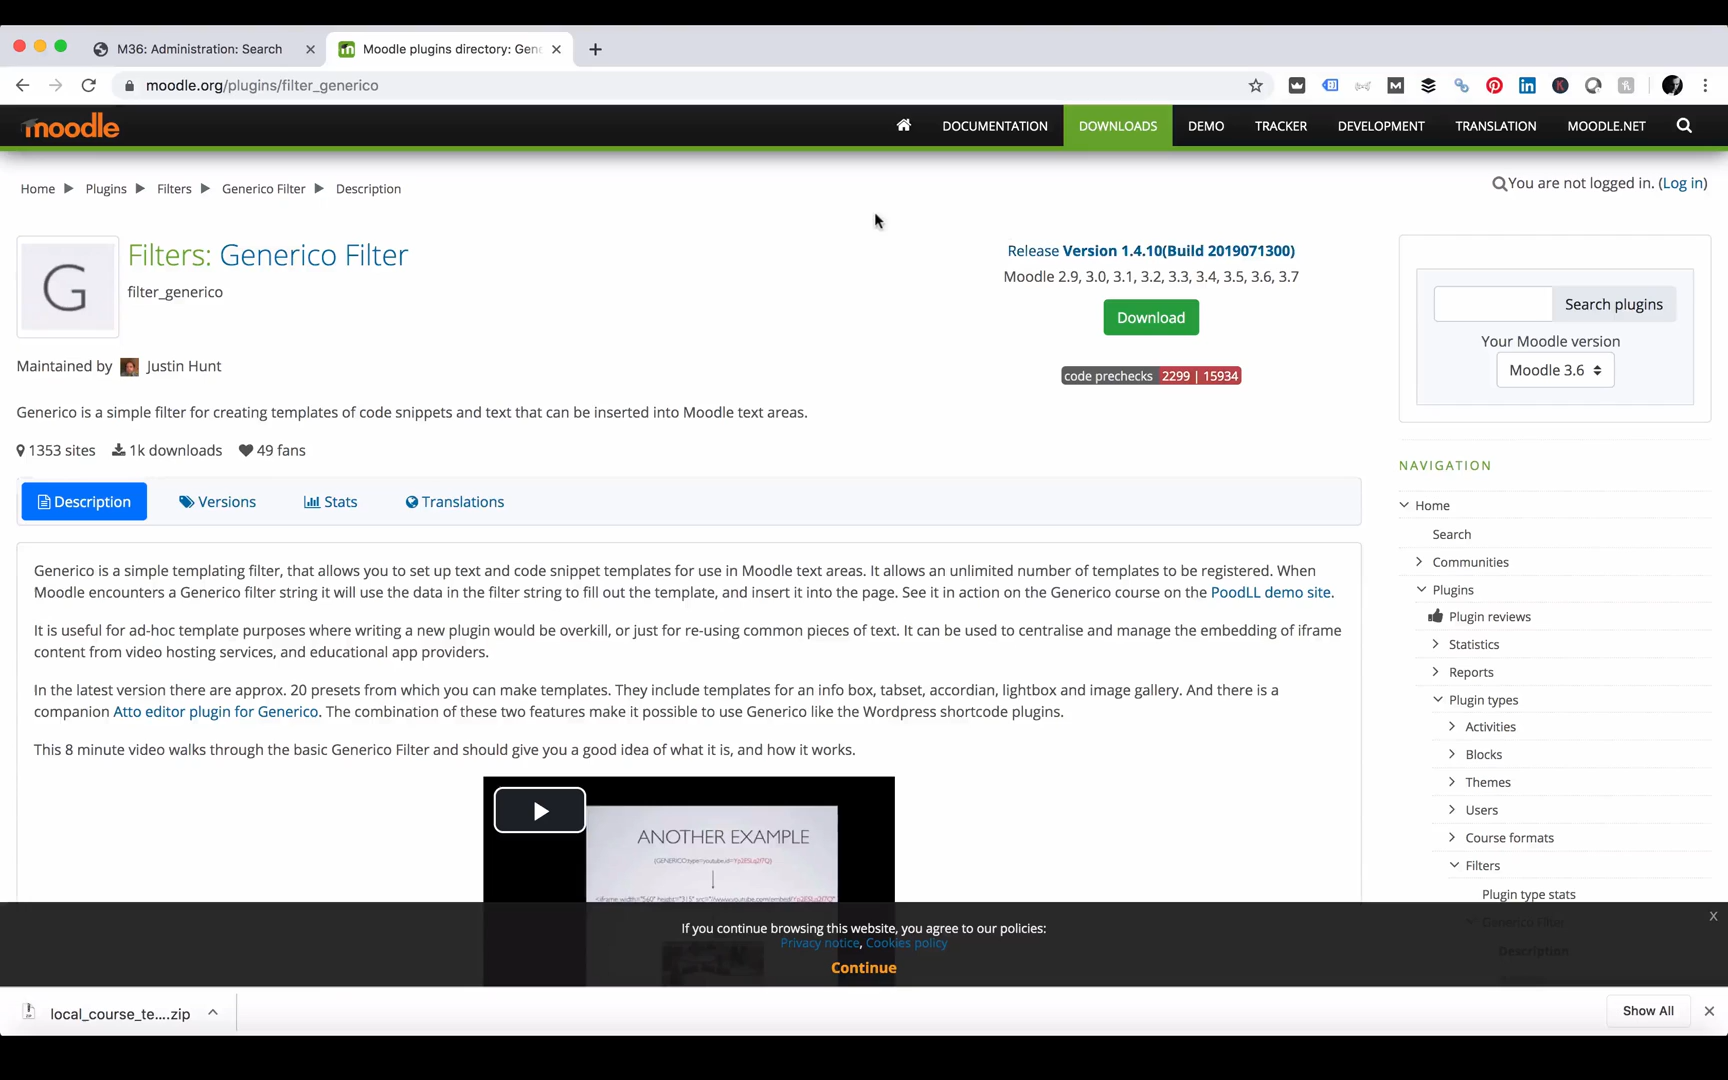 M36: Administration: Search
Moodle plugins directory: Gen
moodle.org/plugins/filter_generico
moodle
DOCUMENTATION
DOWNLOADS
DEMO
TRACKER
DEVELOPMENT
TRANSLATION
MOODLE.NET
Home
Plugins
Filters
Generico Filter
Description
You are not logged in. (Log in)
G
Filters: Generico Filter
filter_generico
Release Version 1.4.10(Build 2019071300)
Moodle 2.9, 3.0, 3.1, 3.2, 3.3, 3.4, 3.5, 3.6, 3.7
Download
code prechecks 2299 | 15934
Search plugins
Your Moodle version
Moodle 3.6
Maintained by Justin Hunt
Generico is a simple filter for creating templates of code snippets and text that can be inserted into Moodle text areas.
1353 sites
1k downloads
49 fans
Description
Versions
Stats
Translations
Generico is a simple templating filter, that allows you to set up text and code snippet templates for use in Moodle text areas. It allows an unlimited number of templates to be registered. When
Moodle encounters a Generico filter string it will use the data in the filter string to fill out the template, and insert it into the page. See it in action on the Generico course on the PoodLL demo site.
It is useful for ad-hoc template purposes where writing a new plugin would be overkill, or just for re-using common pieces of text. It can be used to centralise and manage the embedding of iframe
content from video hosting services, and educational app providers.
In the latest version there are approx. 20 presets from which you can make templates. They include templates for an info box, tabset, accordian, lightbox and image gallery. And there is a
companion Atto editor plugin for Generico. The combination of these two features make it possible to use Generico like the Wordpress shortcode plugins.
This 8 minute video walks through the basic Generico Filter and should give you a good idea of what it is, and how it works.
ANOTHER EXAMPLE
NAVIGATION
Home
Search
Communities
Plugins
Plugin reviews
Statistics
Reports
Plugin types
Activities
Blocks
Themes
Users
Course formats
Filters
Plugin type stats
Generico Filter
Description
If you continue browsing this website, you agree to our policies:
Privacy notice, Cookies policy
Continue
x
local_course_te....zip
Show All